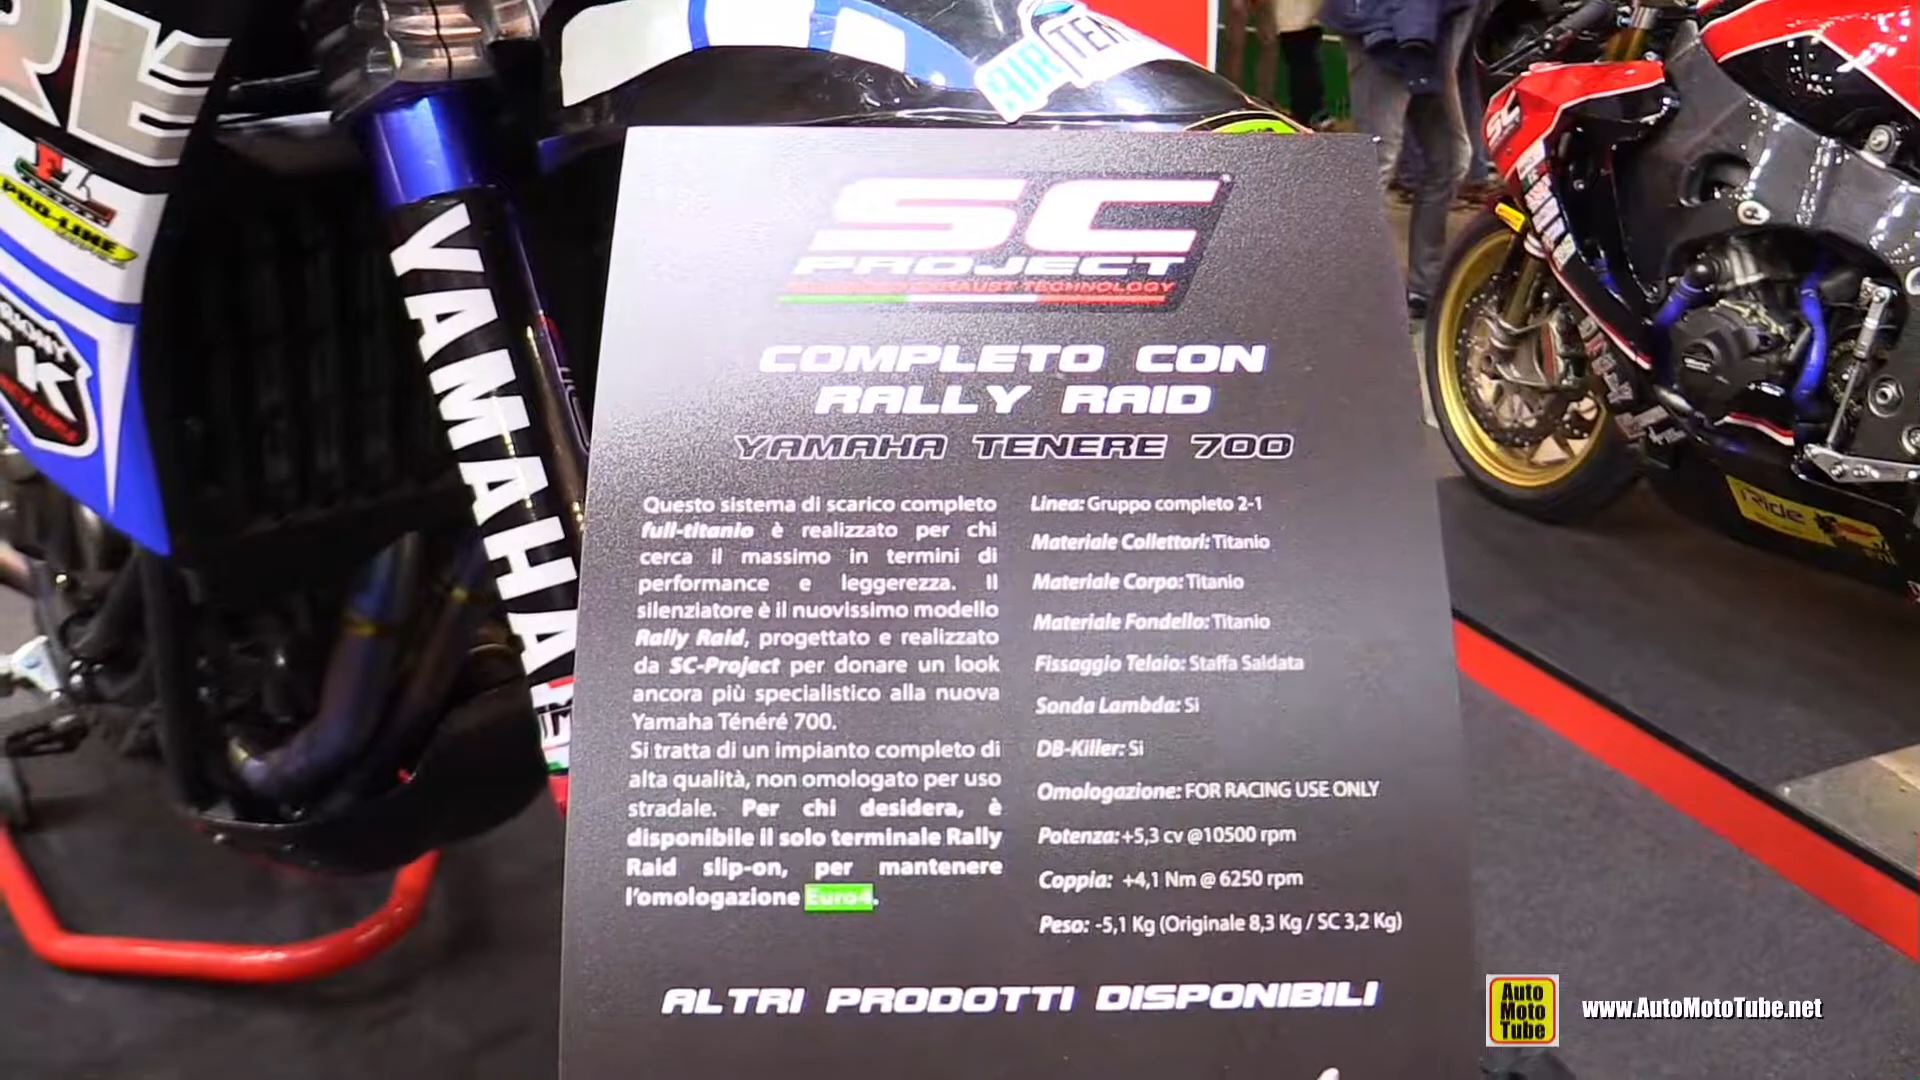 RE
AIR
TEN
PRO-LINE
K
YAMAHA
SC
PROJECT
EXHAUST TECHNOLOGY
COMPLETO CON
RALLY RAID
YAMAHA TENERE 700
Questo sistema di scarico completo
full-titanio è realizzato per chi
cerca il massimo in termini di
performance e leggerezza. Il
silenziatore è il nuovissimo modello
Rally Raid, progettato e realizzato
da SC-Project per donare un look
ancora più specialistico alla nuova
Yamaha Ténéré 700.
Si tratta di un impianto completo di
alta qualità, non omologato per uso
stradale. Per chi desidera, è
disponibile il solo terminale Rally
Raid slip-on, per mantenere
l'omologazione Euro4.
Linea: Gruppo completo 2-1
Materiale Collettori: Titanio
Materiale Corpo: Titanio
Materiale Fondello: Titanio
Fissaggio Telaio: Staffa Saldata
Sonda Lambda: Si
DB-Killer: Si
Omologazione: FOR RACING USE ONLY
Potenza: +5,3 cv @10500 rpm
Coppia: +4,1 Nm @ 6250 rpm
Peso: -5,1 Kg (Originale 8,3 Kg / SC 3,2 Kg)
ALTRI PRODOTTI DISPONIBILI
SC
Ride
Auto
Moto
Tube
www.AutoMotoTube.net